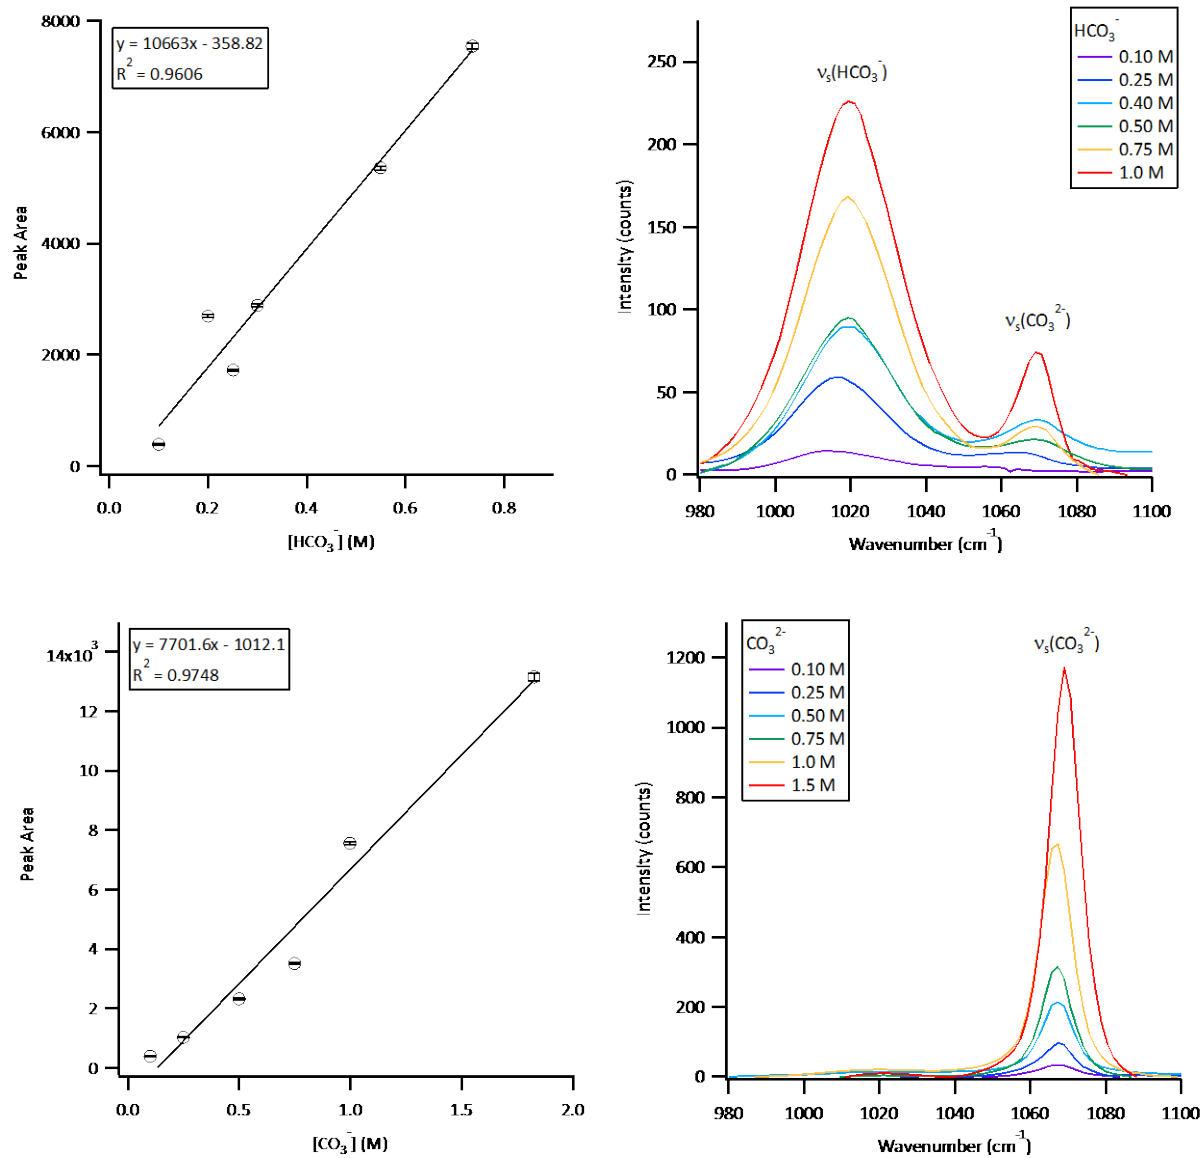 8000
6000
4000
2000
0
Peak Area
y = 10663x - 358.82
R² = 0.9606
0.0 0.2 0.4 0.6 0.8
[HCO₃⁻] (M)
250
200
150
100
50
0
Intensity (counts)
νₛ(HCO₃⁻)
νₛ(CO₃²⁻)
HCO₃⁻
0.10 M
0.25 M
0.40 M
0.50 M
0.75 M
1.0 M
980 1000 1020 1040 1060 1080 1100
Wavenumber (cm⁻¹)
14x10³
12
10
8
6
4
2
0
Peak Area
y = 7701.6x - 1012.1
R² = 0.9748
0.0 0.5 1.0 1.5 2.0
[CO₃⁻] (M)
1200
1000
800
600
400
200
0
Intensity (counts)
CO₃²⁻
0.10 M
0.25 M
0.50 M
0.75 M
1.0 M
1.5 M
νₛ(CO₃²⁻)
980 1000 1020 1040 1060 1080 1100
Wavenumber (cm⁻¹)